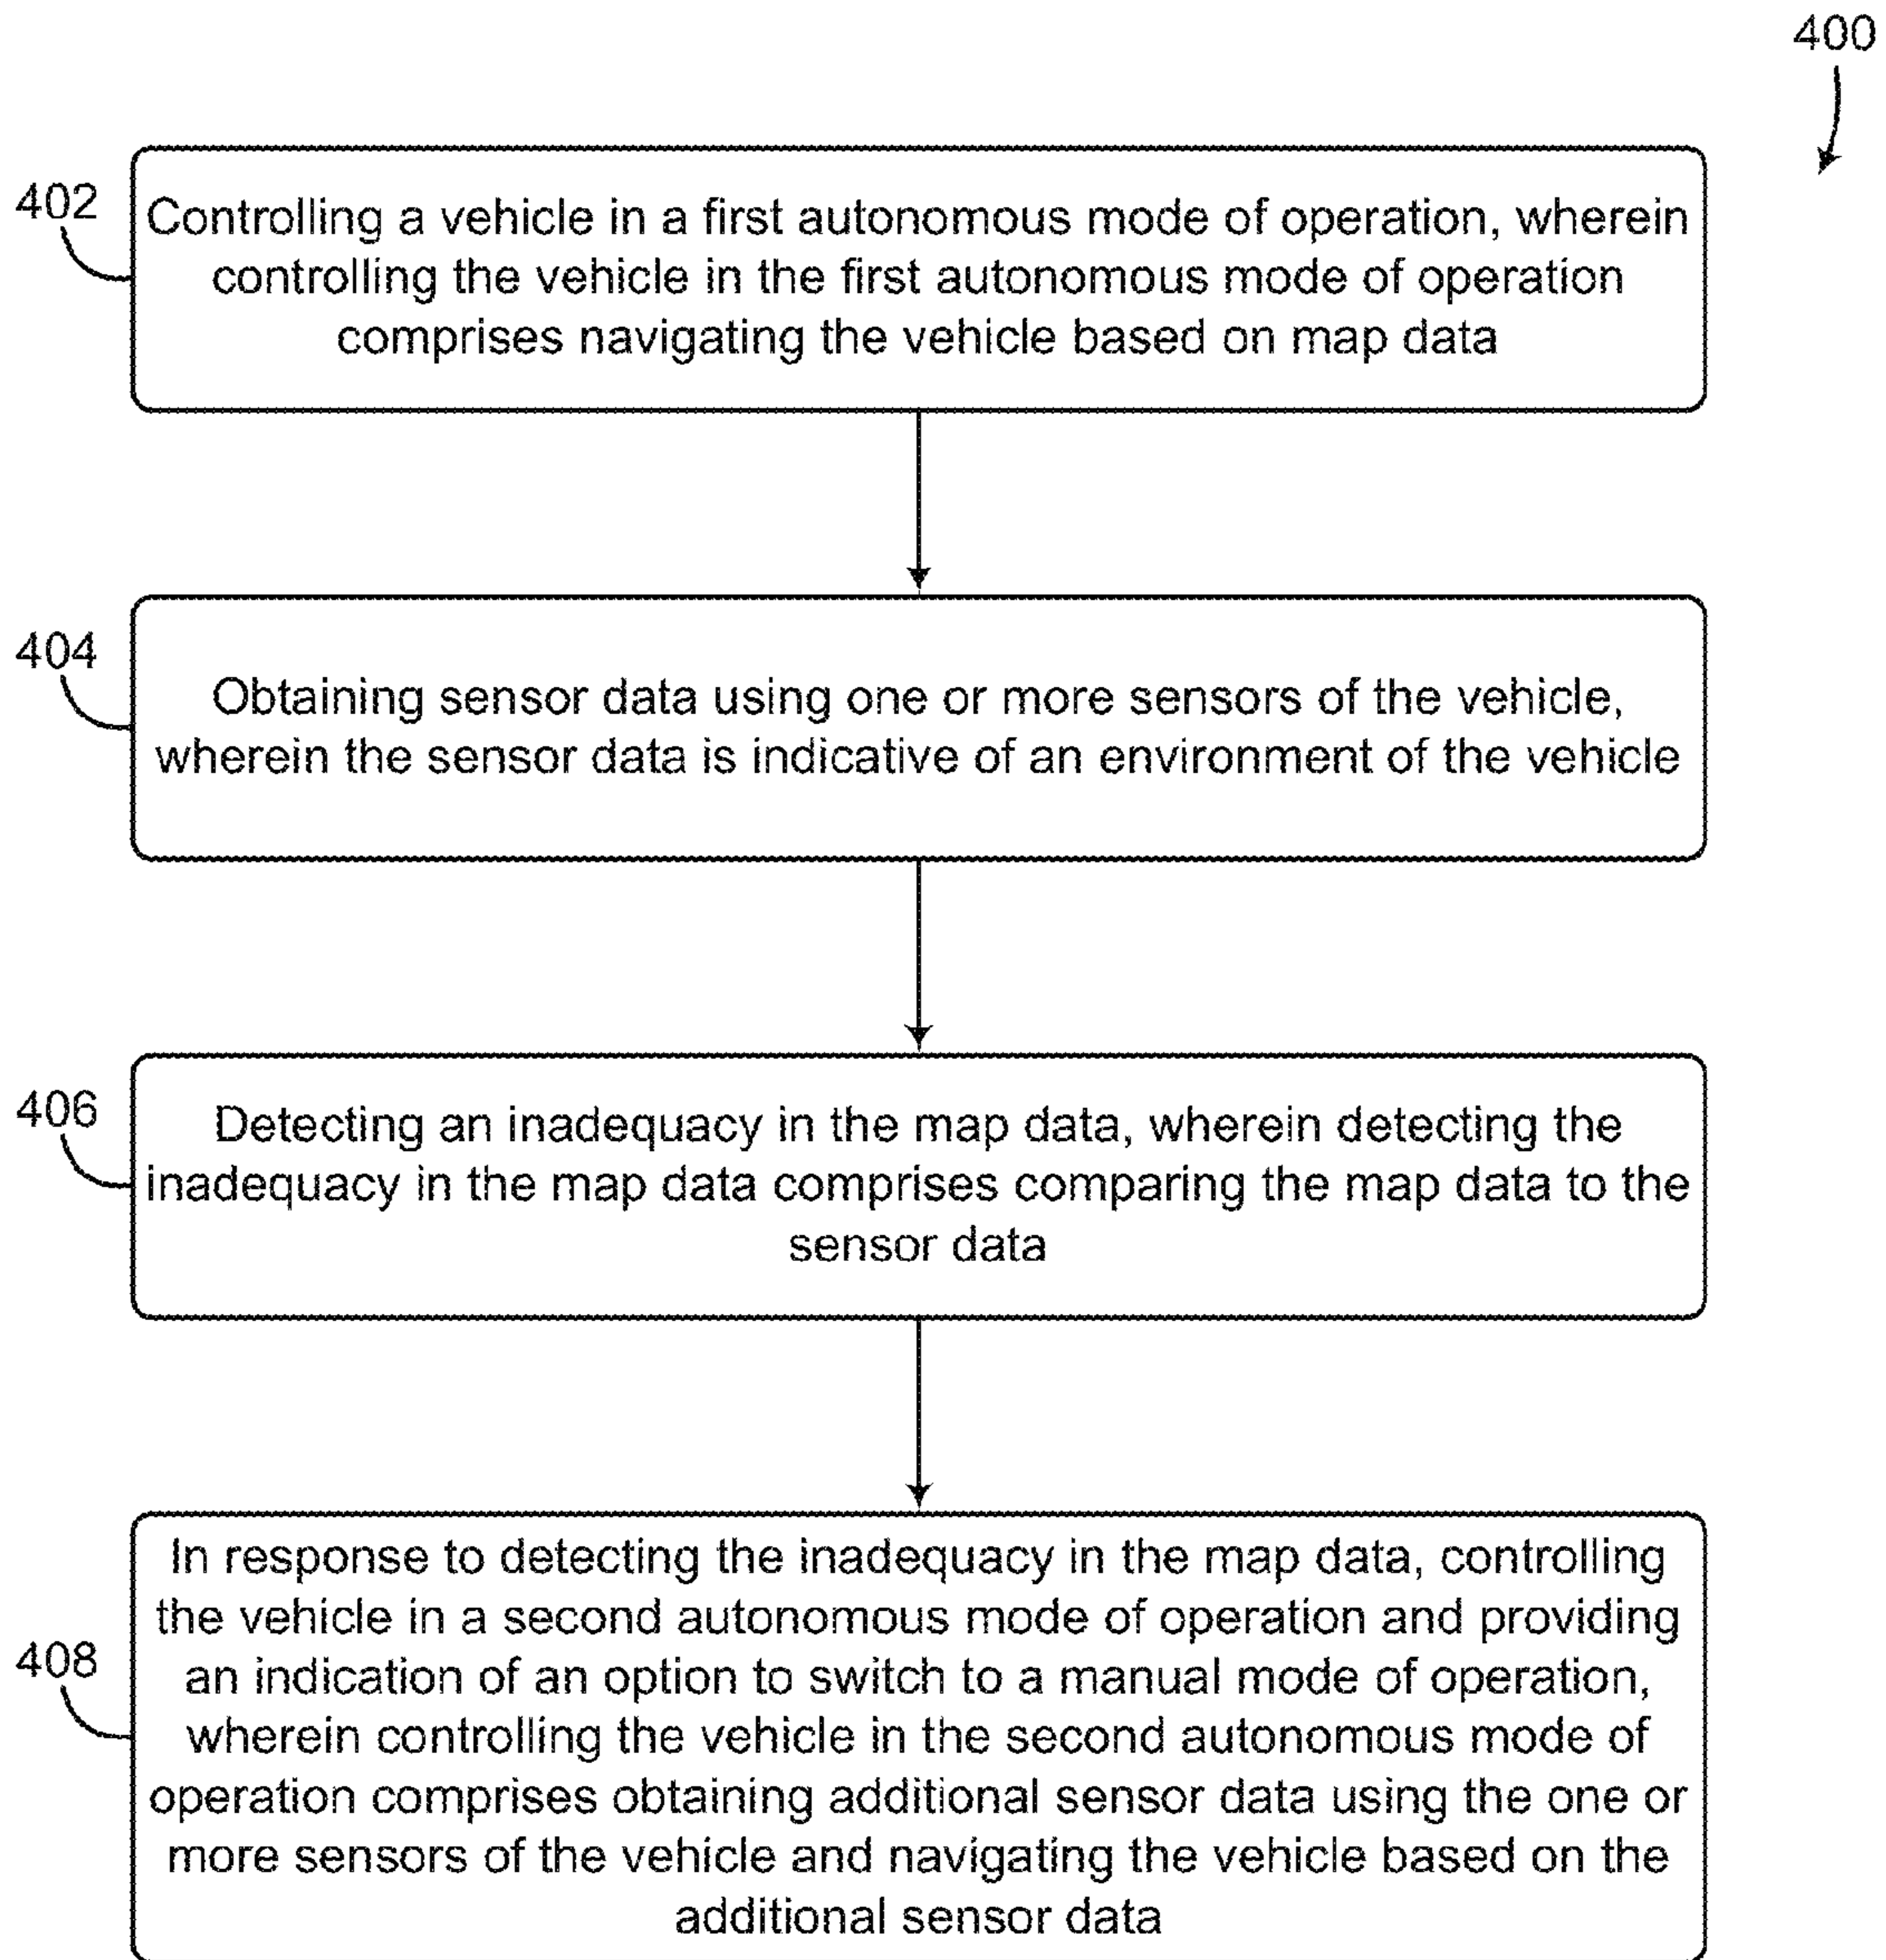 400
402
Controlling a vehicle in a first autonomous mode of operation, wherein
controlling the vehicle in the first autonomous mode of operation
comprises navigating the vehicle based on map data
404
Obtaining sensor data using one or more sensors of the vehicle,
wherein the sensor data is indicative of an environment of the vehicle
406
Detecting an inadequacy in the map data, wherein detecting the
inadequacy in the map data comprises comparing the map data to the
sensor data
408
In response to detecting the inadequacy in the map data, controlling
the vehicle in a second autonomous mode of operation and providing
an indication of an option to switch to a manual mode of operation,
wherein controlling the vehicle in the second autonomous mode of
operation comprises obtaining additional sensor data using the one or
more sensors of the vehicle and navigating the vehicle based on the
additional sensor data